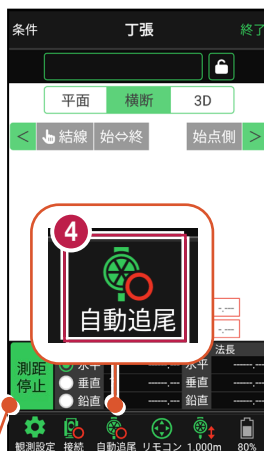 条件 丁張 終了
平面 横断 3D
< 結線 始⇔終 始点側 >
4
自動追尾
-.---
-.---
法長
測距 水平 -----.--- 水平 -----.---
停止 垂直 -----.--- 垂直 -----.---
鉛直 -----.--- 鉛直 -----.---
観測設定 接続 自動追尾 リモコン 1.000m 80%